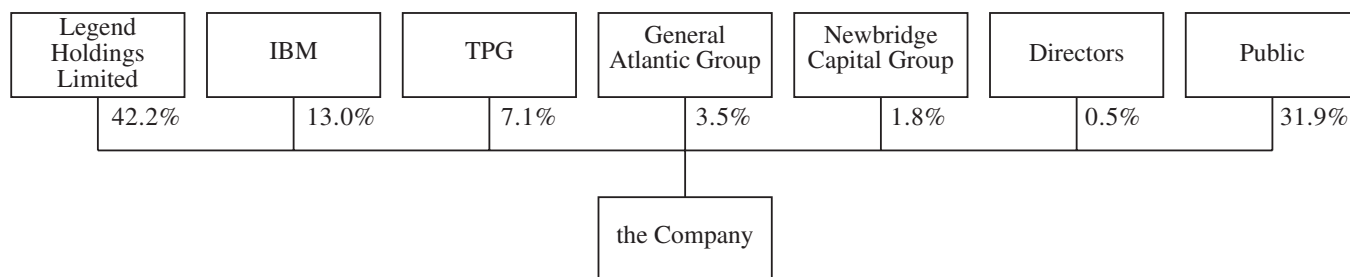 Legend
Holdings
Limited
IBM
TPG
General
Atlantic Group
Newbridge
Capital Group
Directors
Public
42.2%
13.0%
7.1%
3.5%
1.8%
0.5%
31.9%
the Company